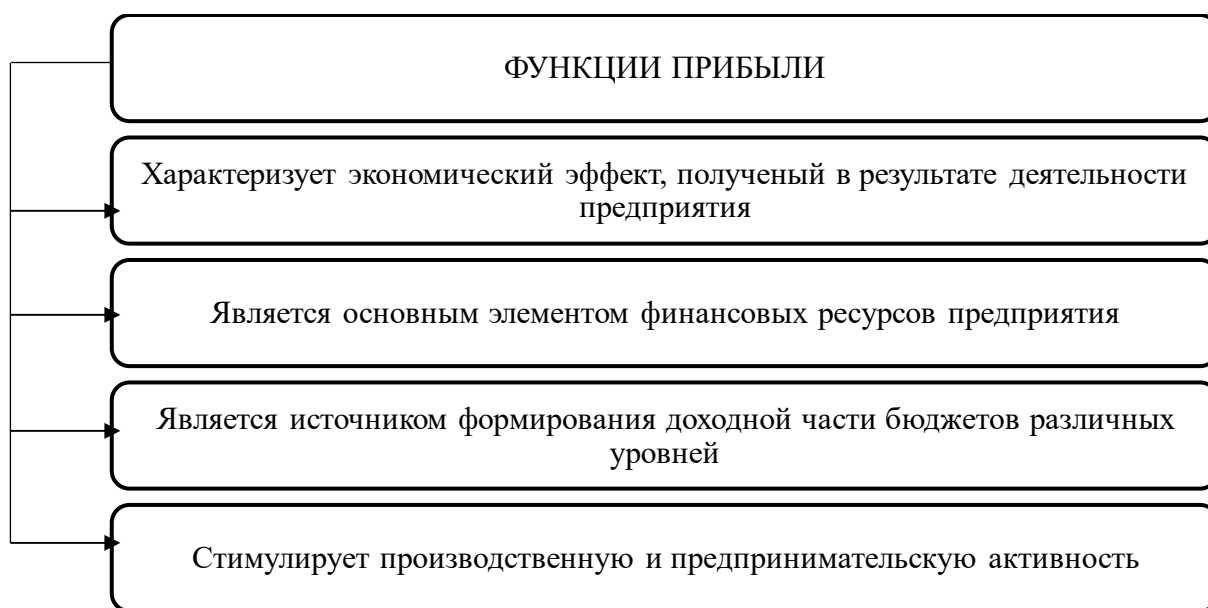 ФУНКЦИИ ПРИБЫЛИ
Характеризует экономический эффект, полученый в результате деятельности
предприятия
Является основным элементом финансовых ресурсов предприятия
Является источником формирования доходной части бюджетов различных
уровней
Стимулирует производственную и предпринимательскую активность